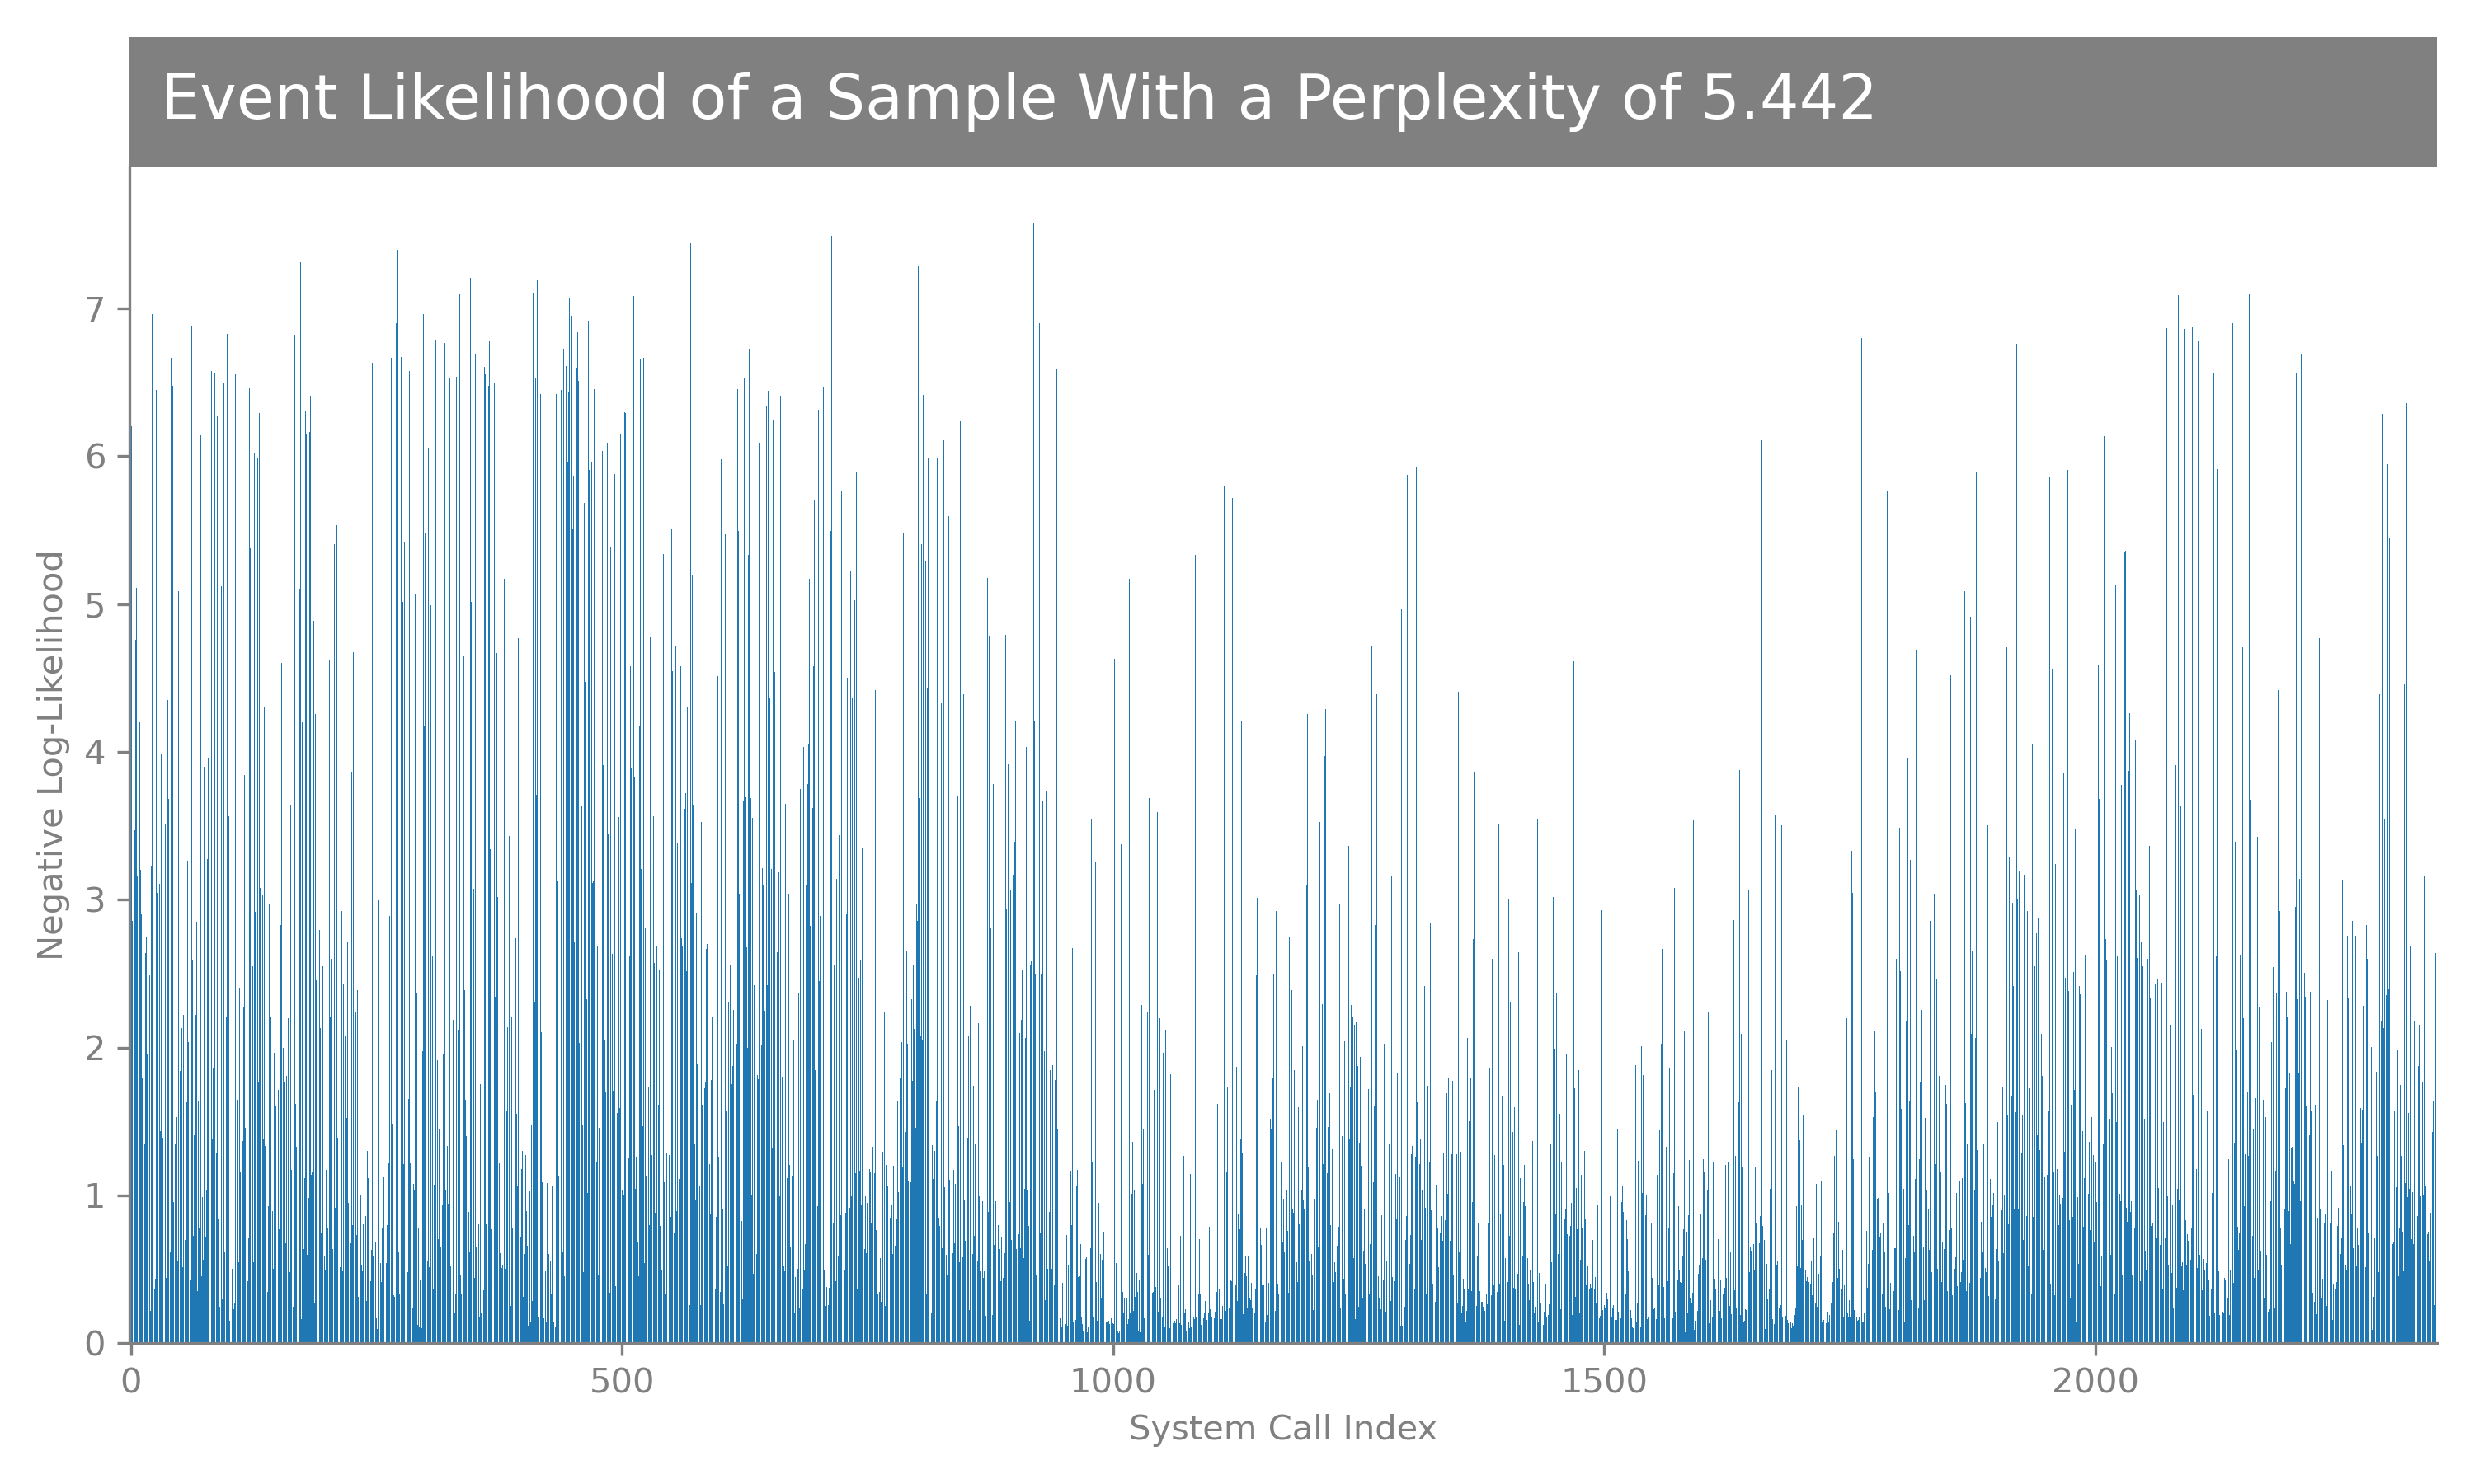 Event Likelihood of a Sample With a Perplexity of 5.442
Negative Log-Likelihood
7
6
5
4
3
2
1
0
0 500 1000 1500 2000
System Call Index